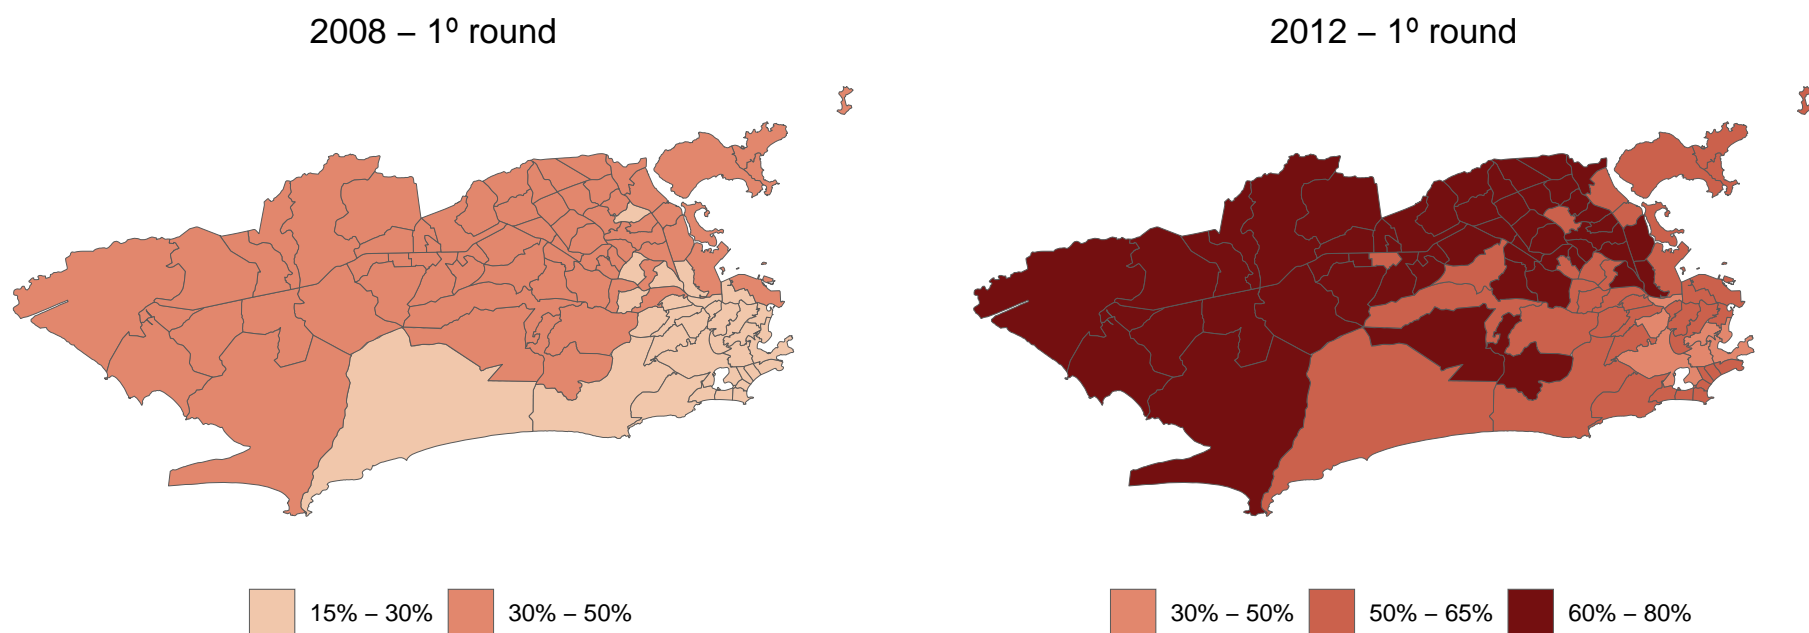 2008 – 1º round
2012 – 1º round
15% – 30%
30% – 50%
30% – 50%
50% – 65%
60% – 80%